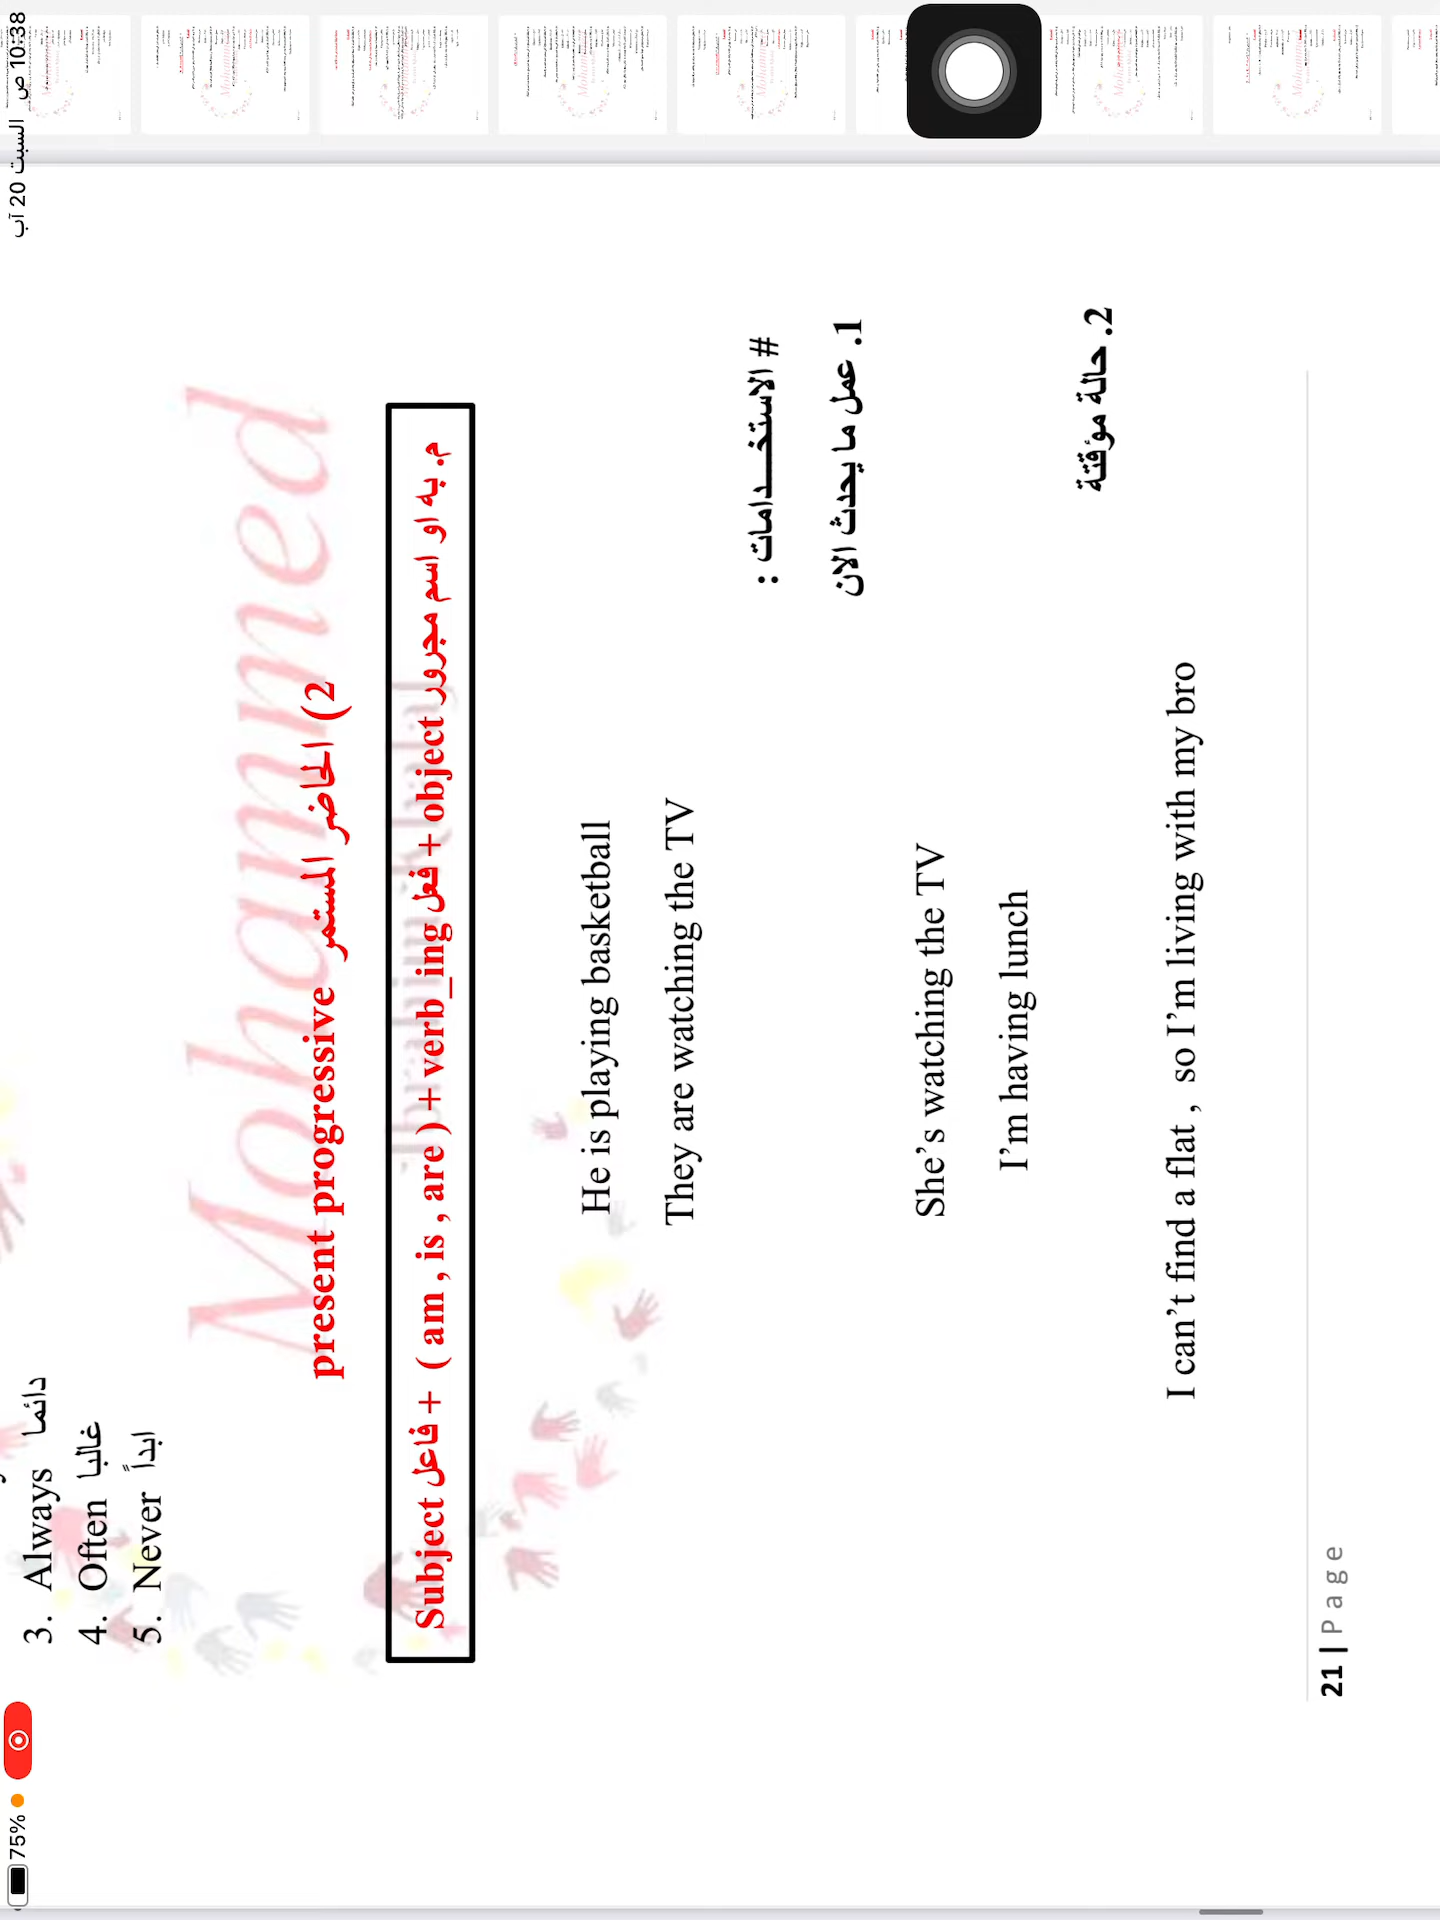 10:38 ص السبت 20 آب
75%
3. Always دائما
4. Often غالبا
5. Never ابداً
Mohammed
2) الحاضر المستمر present progressive
Subject فاعل + ( am , is , are ) + verb_ing فعل + object م. به او اسم مجرور
He is playing basketball
They are watching the TV
# الاستخـــدامات :
1. عمل ما يحدث الان
She's watching the TV
I'm having lunch
2. حالة مؤقتة
I can't find a flat , so I'm living with my bro
21 | Page